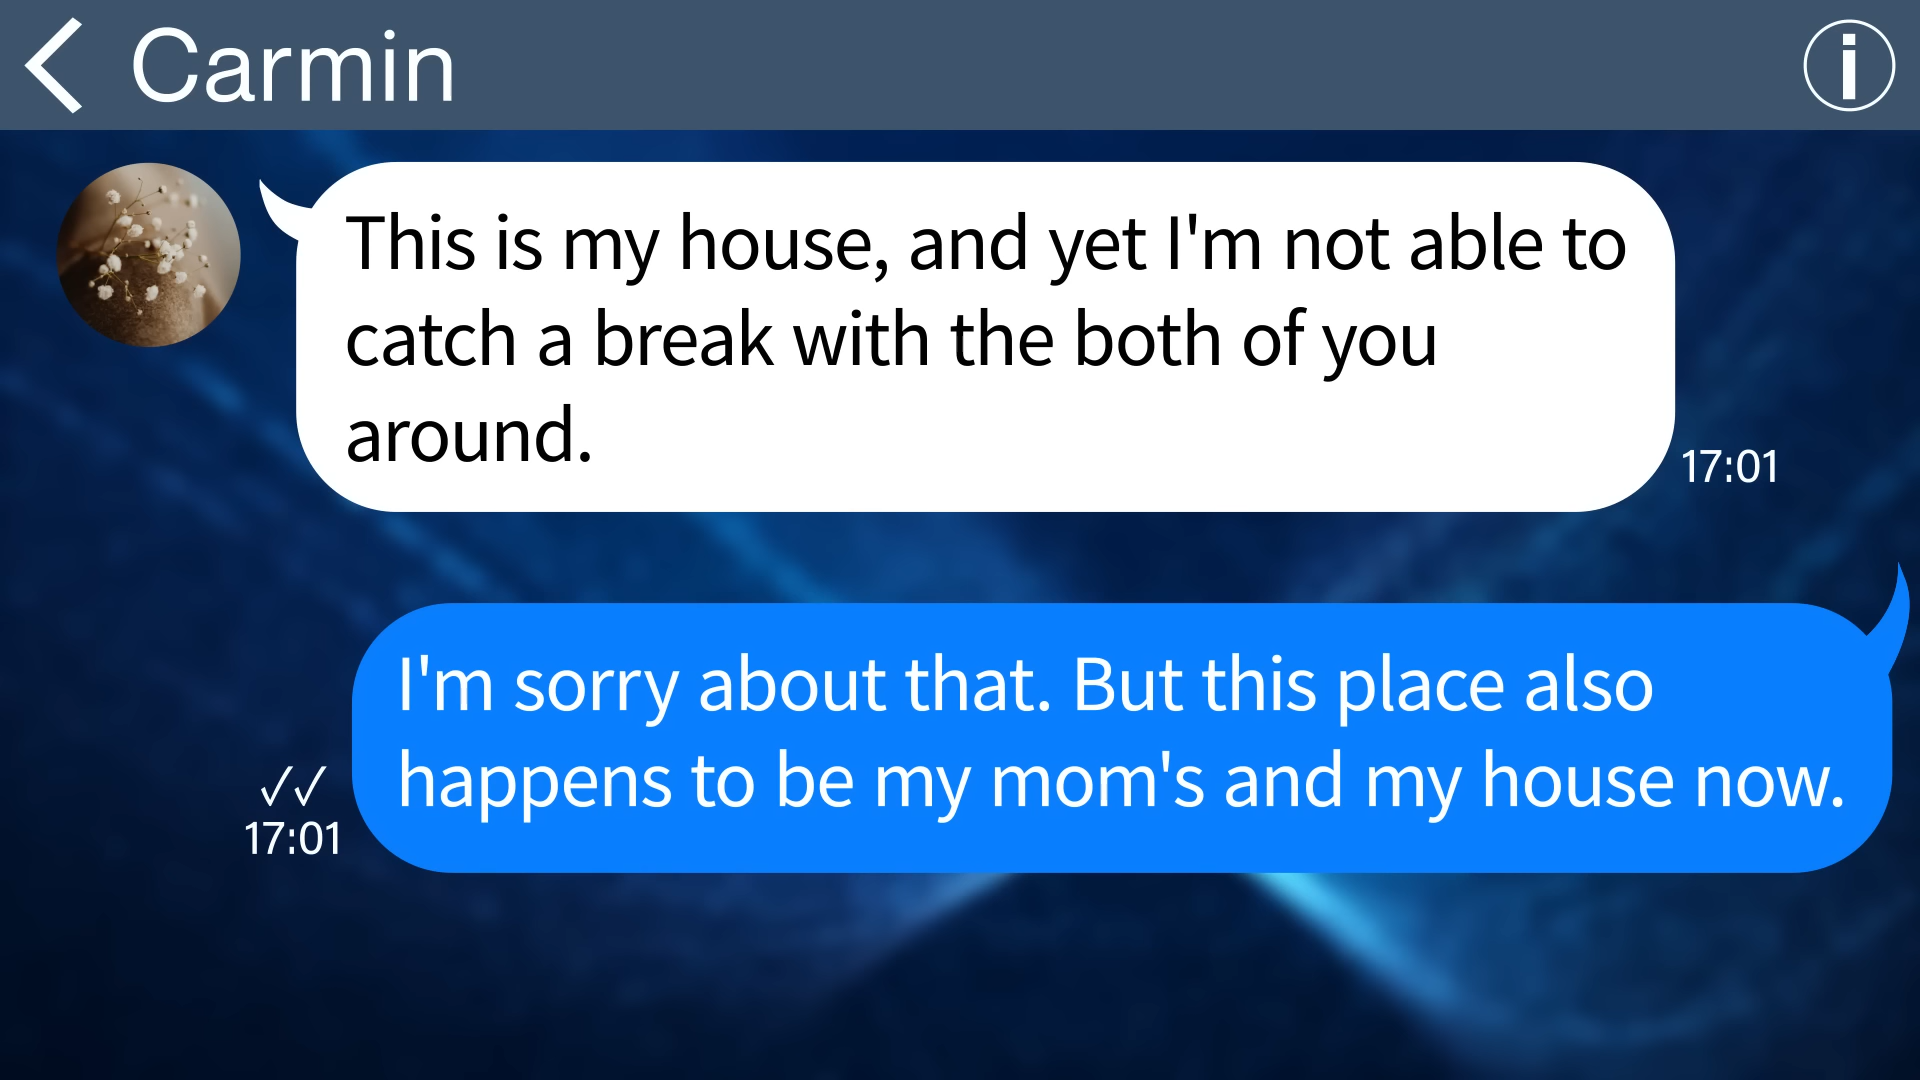 Carmin
This is my house, and yet I'm not able to
catch a break with the both of you
around.
17:01
I'm sorry about that. But this place also
happens to be my mom's and my house now.
✓✓
17:01